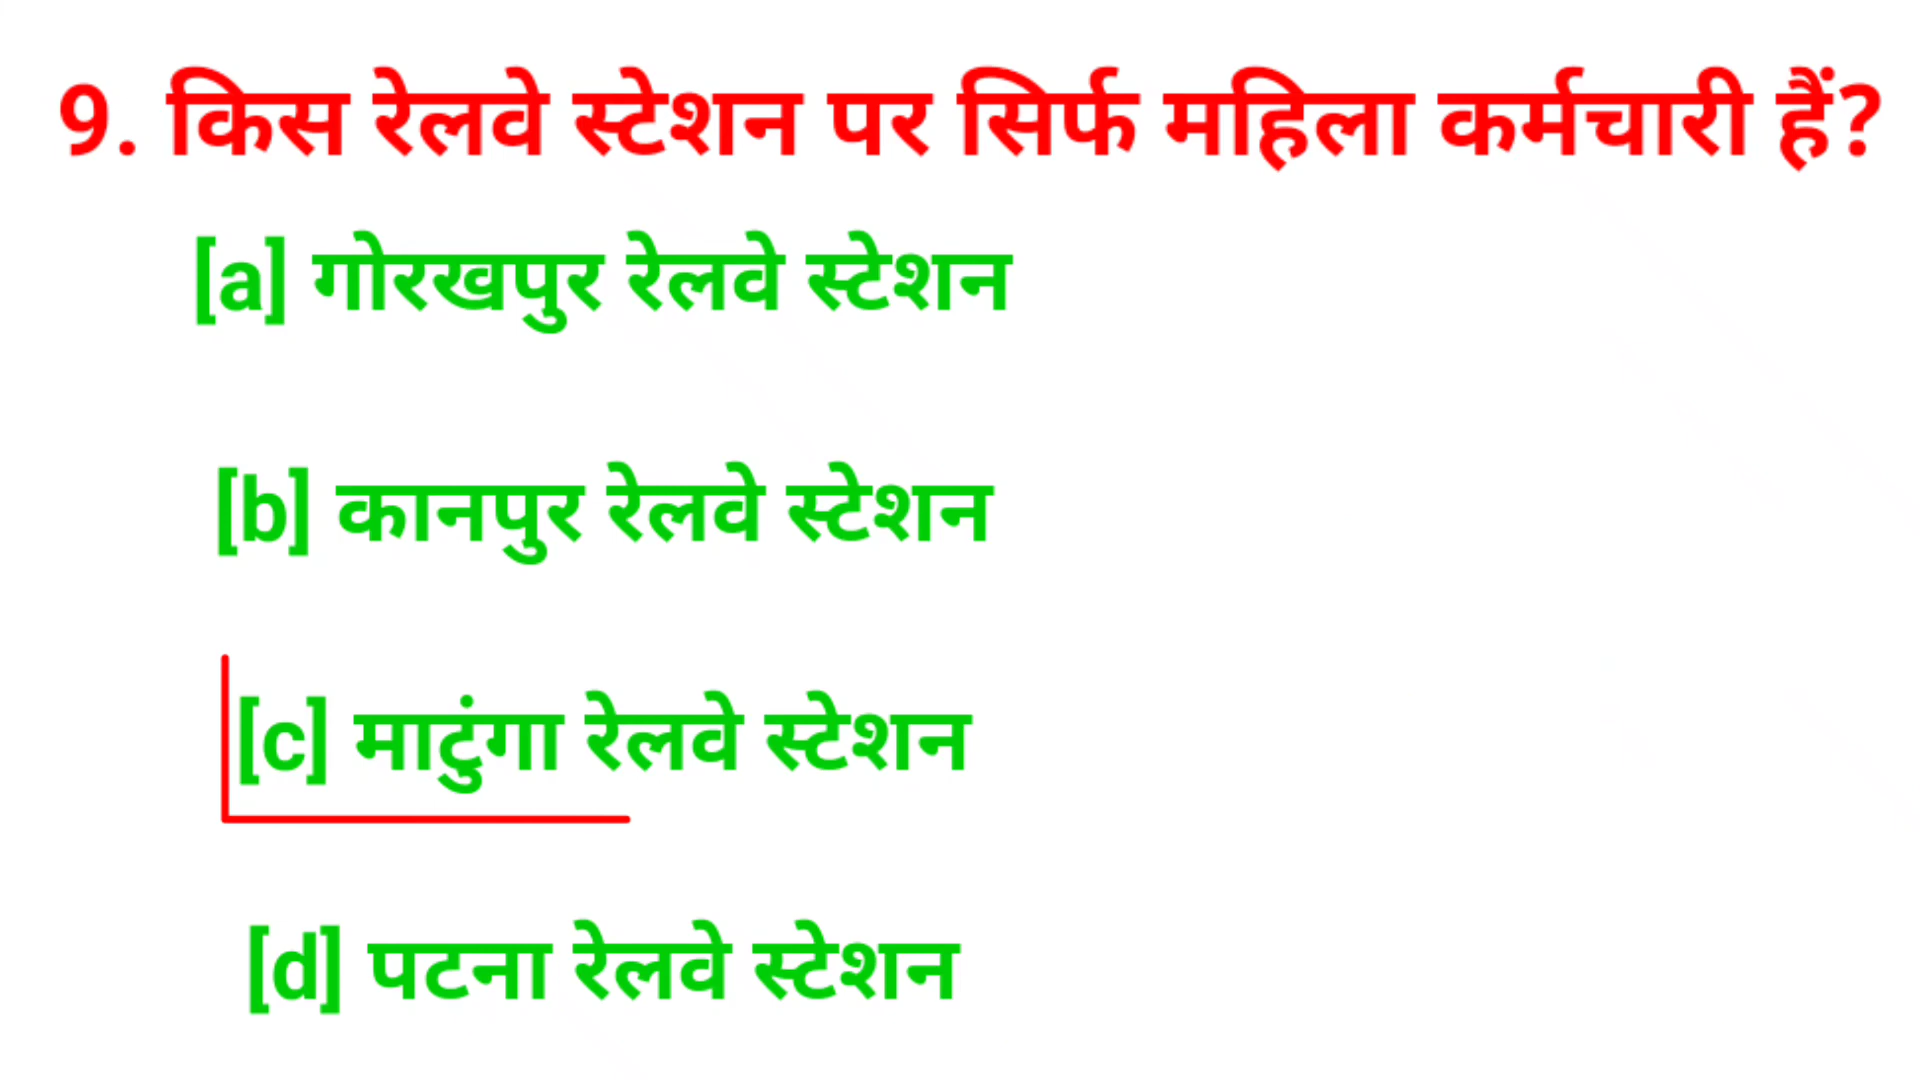 9. किस रेलवे स्टेशन पर सिर्फ महिला कर्मचारी हैं?
[a] गोरखपुर रेलवे स्टेशन
[b] कानपुर रेलवे स्टेशन
[c] माटुंगा रेलवे स्टेशन
[d] पटना रेलवे स्टेशन